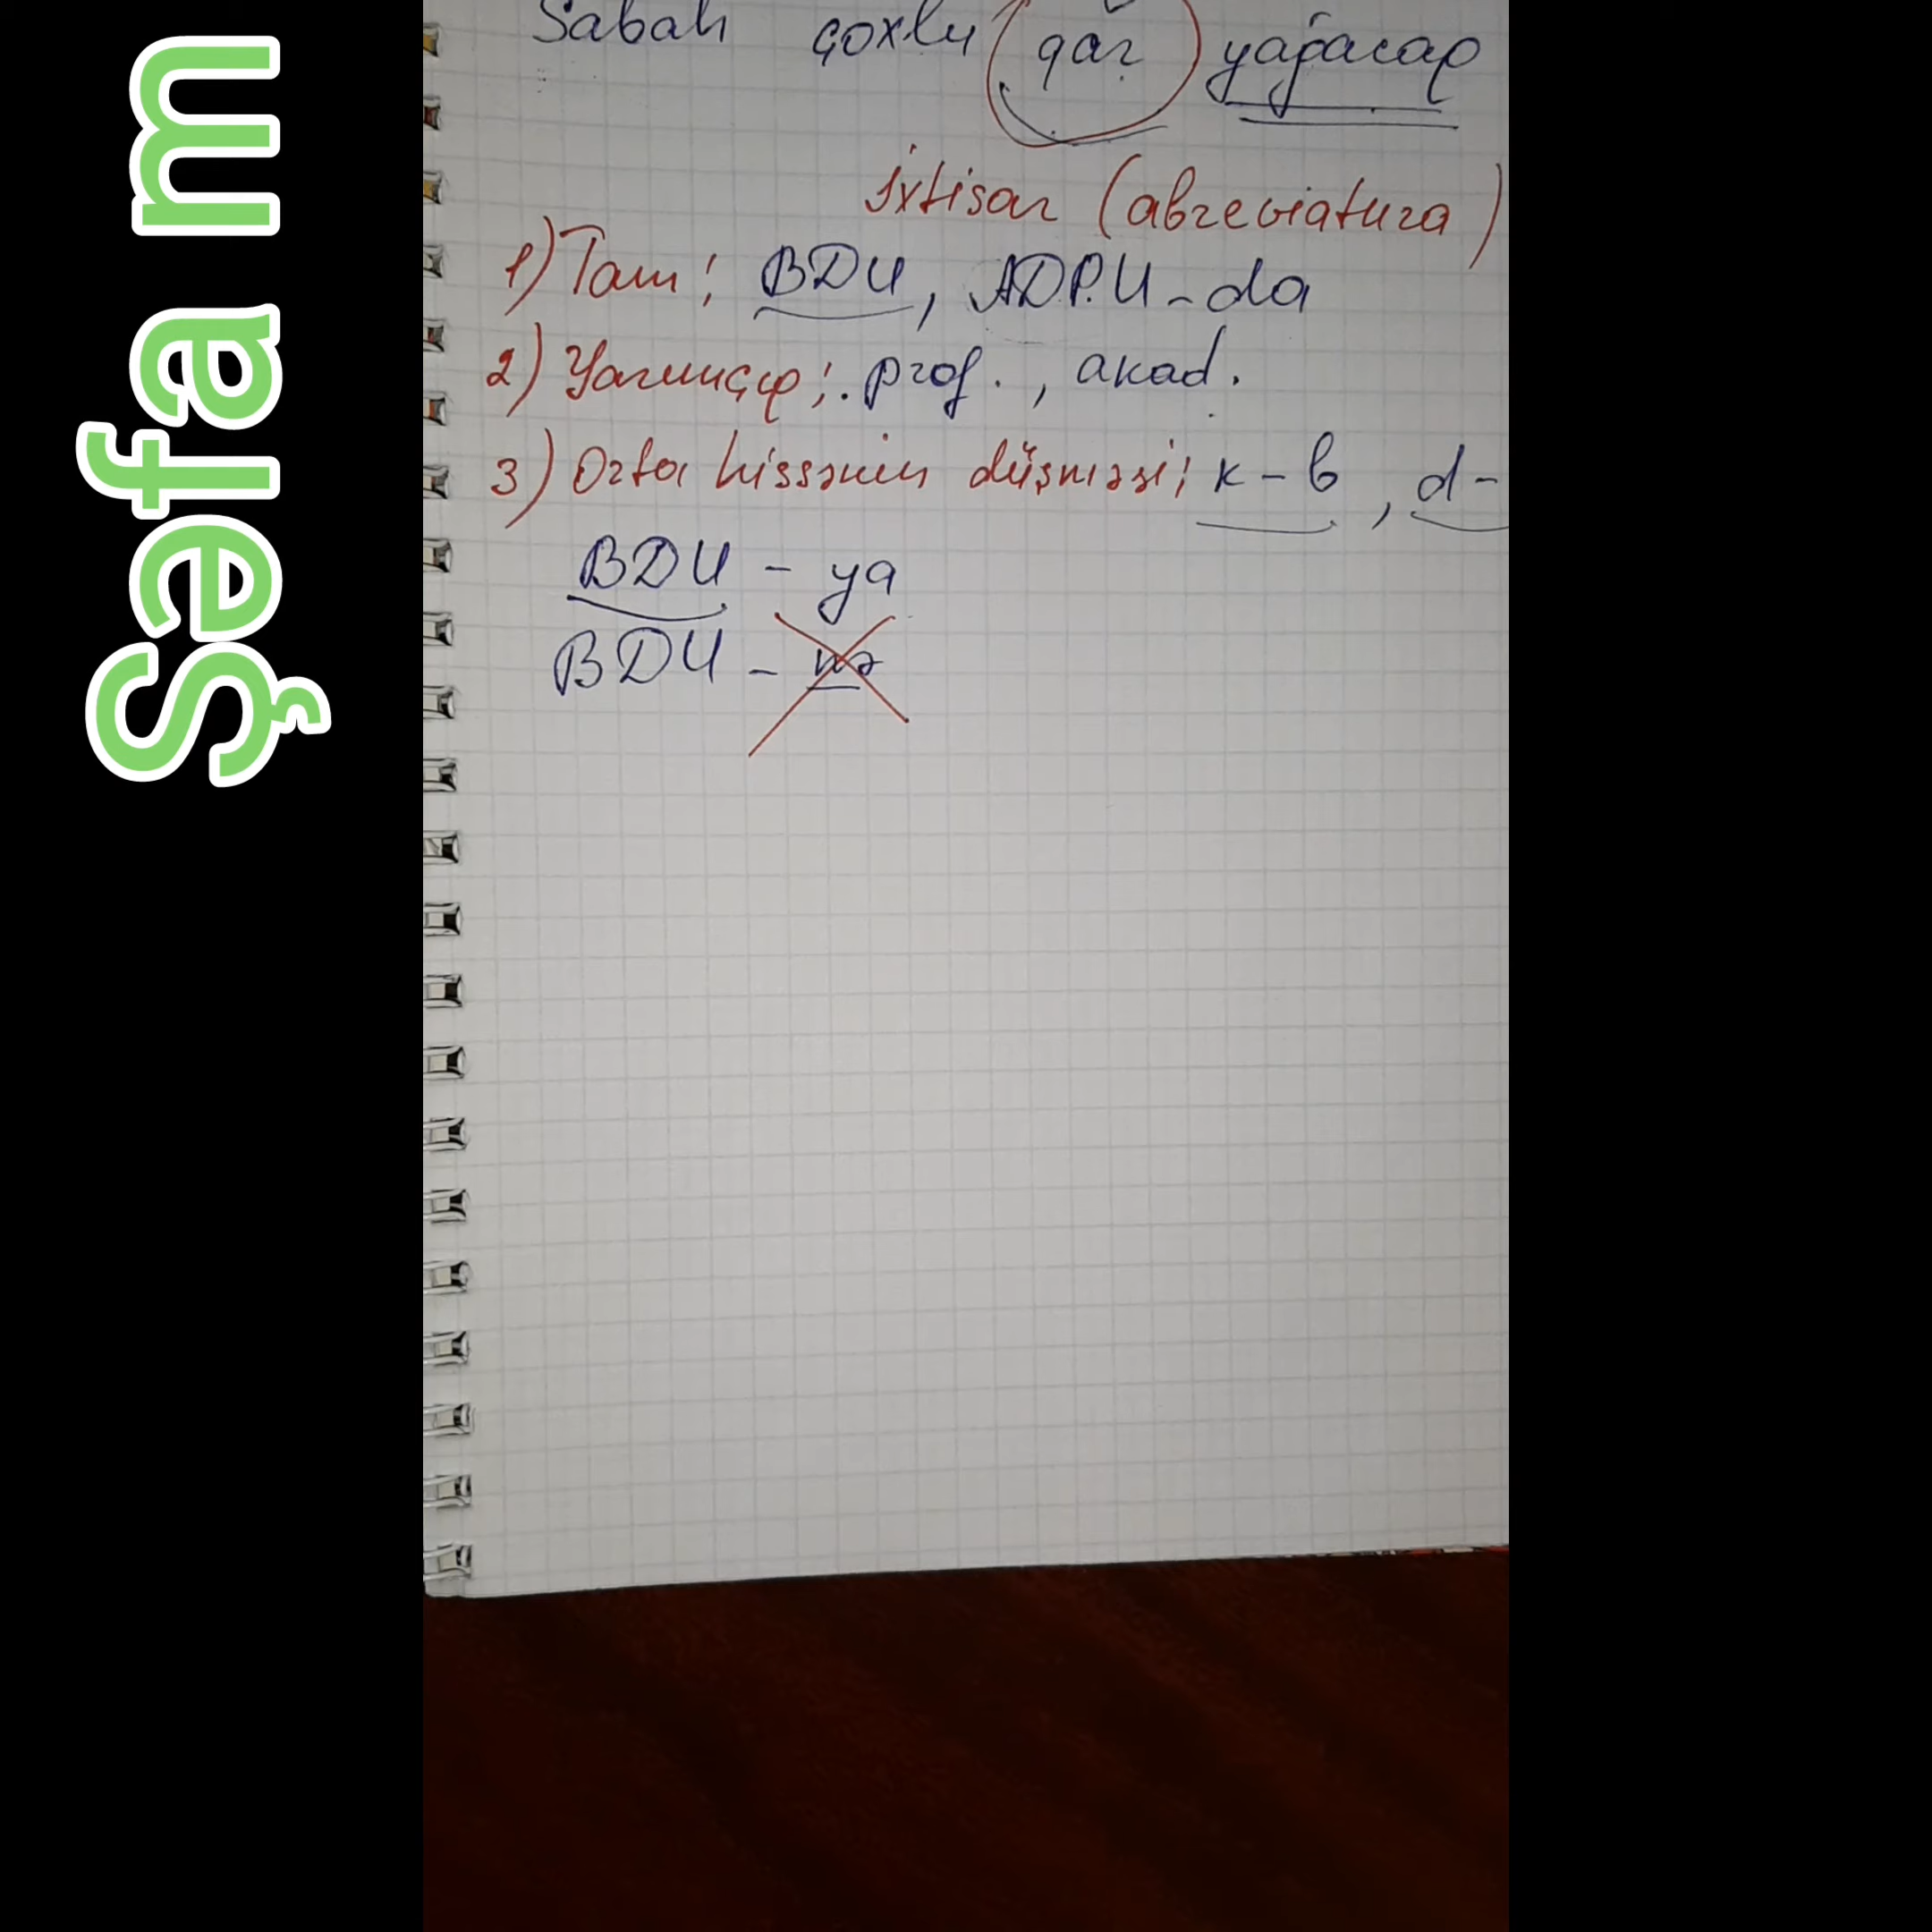 Şəfa m
Sabah çoxlu qar yağacaq
İxtisar (abreviatura)
1) Tam: BDU, ADPU-da
2) Yarımçıq: prof., akad.
3) Orta hissənin düşməsi: k-b, d-
BDU - ya
BDU - nə